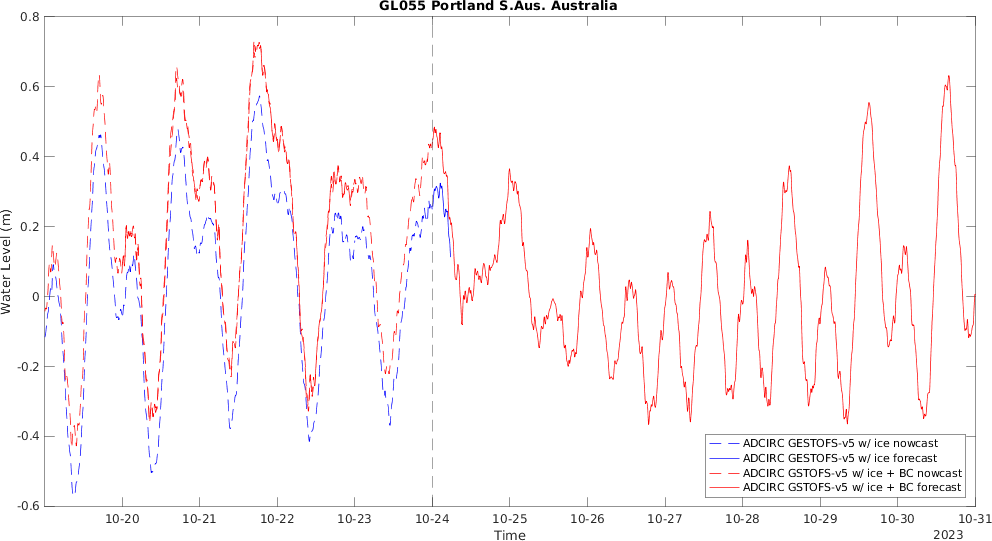 GL055 Portland S.Aus. Australia
0.8
0.6
0.4
0.2
0
-0.2
-0.4
-0.6
Water Level (m)
ADCIRC GESTOFS-v5 w/ ice nowcast
ADCIRC GESTOFS-v5 w/ ice forecast
ADCIRC GSTOFS-v5 w/ ice + BC nowcast
ADCIRC GSTOFS-v5 w/ ice + BC forecast
10-20 10-21 10-22 10-23 10-24 10-25 10-26 10-27 10-28 10-29 10-30 10-31
Time
2023